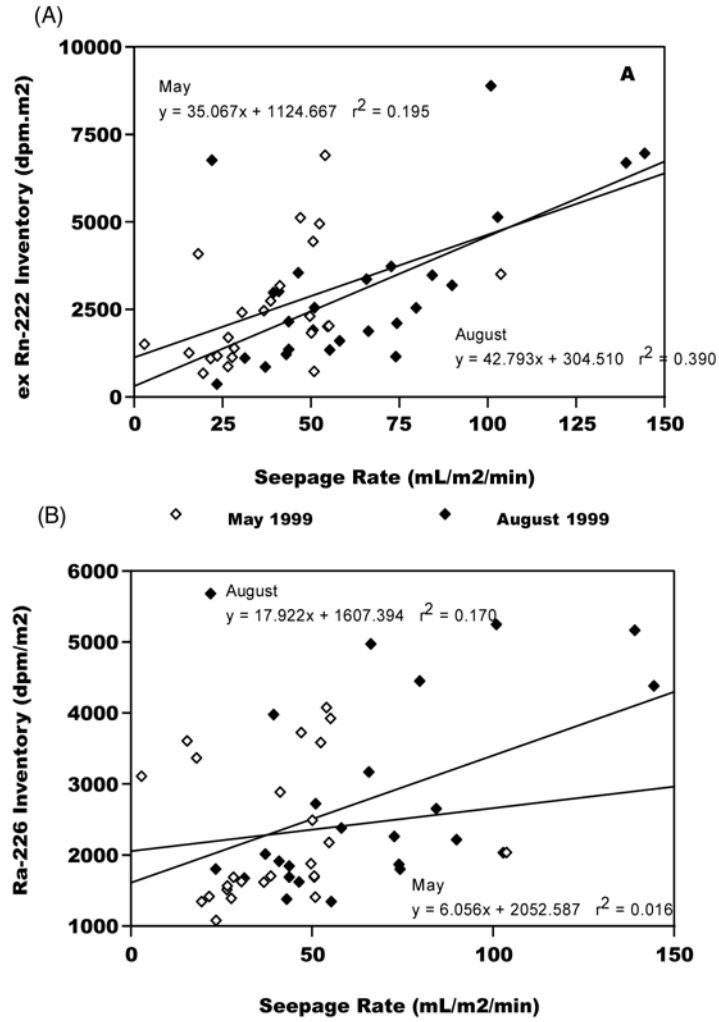 (A)
10000
7500
5000
2500
0
ex Rn-222 Inventory (dpm.m2)
May
y = 35.067x + 1124.667 r2 = 0.195
A
August
y = 42.793x + 304.510 r2 = 0.390
0 25 50 75 100 125 150
Seepage Rate (mL/m2/min)
(B)
May 1999 August 1999
6000
5000
4000
3000
2000
1000
Ra-226 Inventory (dpm/m2)
August
y = 17.922x + 1607.394 r2 = 0.170
May
y = 6.056x + 2052.587 r2 = 0.016
0 50 100 150
Seepage Rate (mL/m2/min)